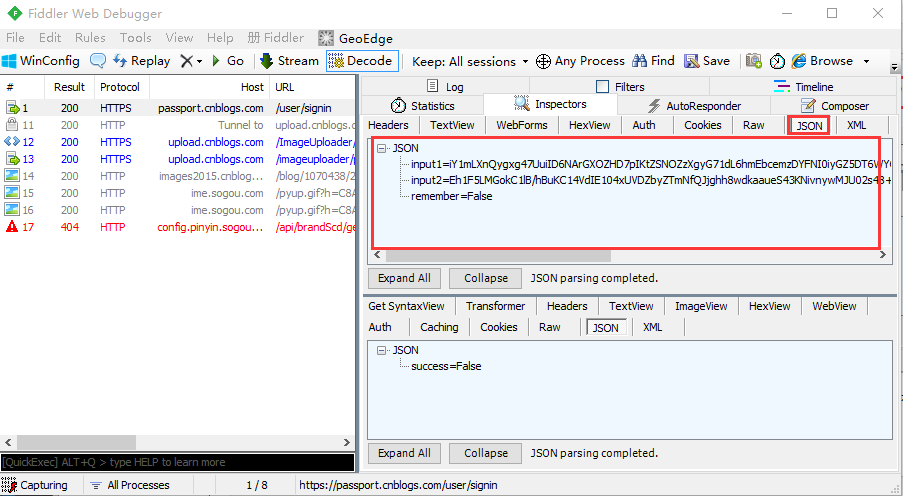 Fiddler Web Debugger
File Edit Rules Tools View Help Fiddler GeoEdge
WinConfig Replay Go Stream Decode Keep: All sessions Any Process Find Save Browse
# Result Protocol Host URL
1 200 HTTPS passport.cnblogs.com /user/signin
11 200 HTTP Tunnel to upload.cnblogs.c
12 200 HTTPS upload.cnblogs.com /ImageUploader/
13 200 HTTPS upload.cnblogs.com /imageuploader/p
14 200 HTTP images2015.cnblogs.com /blog/1070438/2
15 200 HTTP ime.sogou.com /pyup.gif?h=C8A
16 200 HTTP ime.sogou.com /pyup.gif?h=C8A
17 404 HTTP config.pinyin.sogou... /api/brandScd/ge
Log Filters Timeline
Statistics Inspectors AutoResponder Composer
Headers TextView WebForms HexView Auth Cookies Raw JSON XML
JSON
input1=
input2=
remember=False
Expand All Collapse JSON parsing completed.
Get SyntaxView Transformer Headers TextView ImageView HexView WebView
Auth Caching Cookies Raw JSON XML
JSON
success=False
Expand All Collapse JSON parsing completed.
[QuickExec] ALT+Q > type HELP to learn more
Capturing All Processes 1 / 8 https://passport.cnblogs.com/user/signin